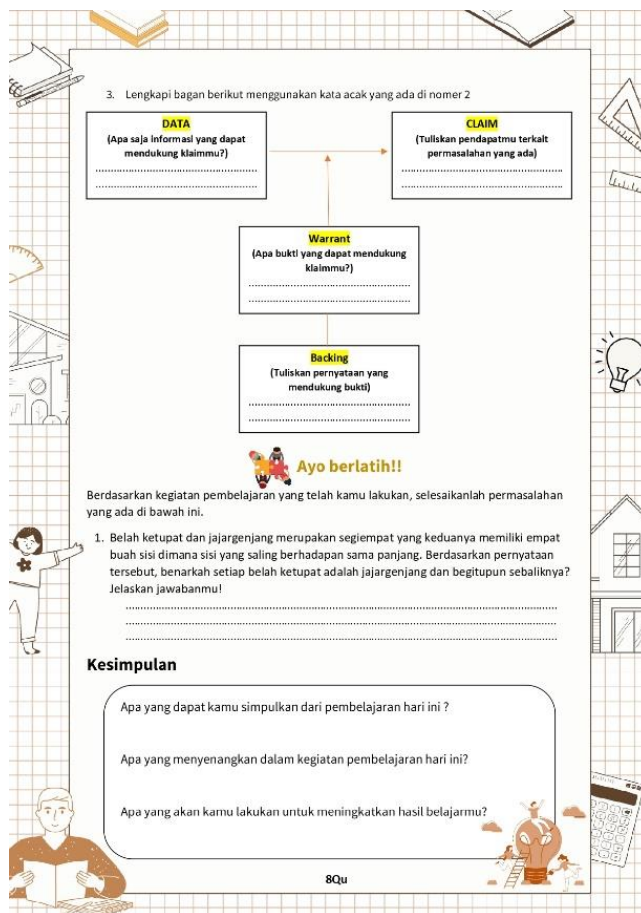 3. Lengkapi bagan berikut menggunakan kata acak yang ada di nomer 2
DATA
(Apa saja informasi yang dapat
mendukung klaimmu?)
CLAIM
(Tuliskan pendapatmu terkait
permasalahan yang ada)
Warrant
(Apa bukti yang dapat mendukung
klaimmu?)
Backing
(Tuliskan pernyataan yang
mendukung bukti)
Ayo berlatih!!
Berdasarkan kegiatan pembelajaran yang telah kamu lakukan, selesaikanlah permasalahan
yang ada di bawah ini.
1. Belah ketupat dan jajargenjang merupakan segiempat yang keduanya memiliki empat
buah sisi dimana sisi yang saling berhadapan sama panjang. Berdasarkan pernyataan
tersebut, benarkah setiap belah ketupat adalah jajargenjang dan begitupun sebaliknya?
Jelaskan jawabanmu!
Kesimpulan
Apa yang dapat kamu simpulkan dari pembelajaran hari ini ?
Apa yang menyenangkan dalam kegiatan pembelajaran hari ini?
Apa yang akan kamu lakukan untuk meningkatkan hasil belajarmu?
8Qu